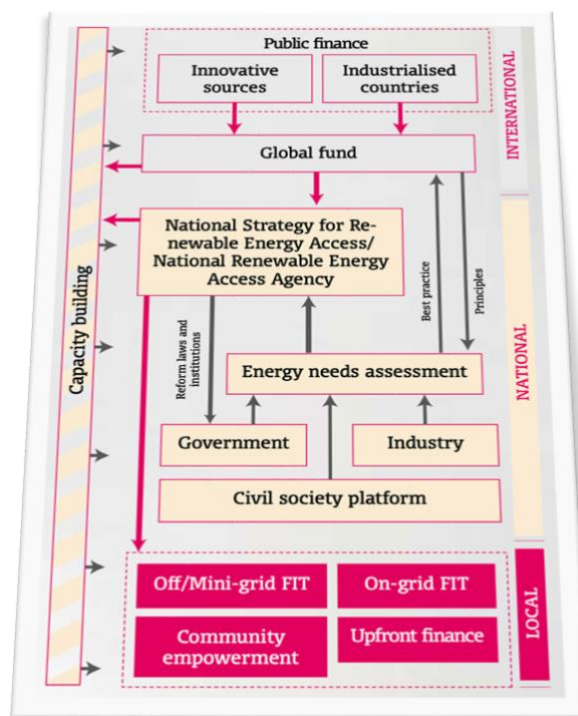 Public finance
Innovative
sources
Industrialised
countries
INTERNATIONAL
Global fund
National Strategy for Re-
newable Energy Access/
National Renewable Energy
Access Agency
Capacity building
Reform laws and
institutions
Best practice
Principles
NATIONAL
Energy needs assessment
Government
Industry
Civil society platform
Off/Mini-grid FIT
On-grid FIT
Community
empowerment
Upfront finance
LOCAL